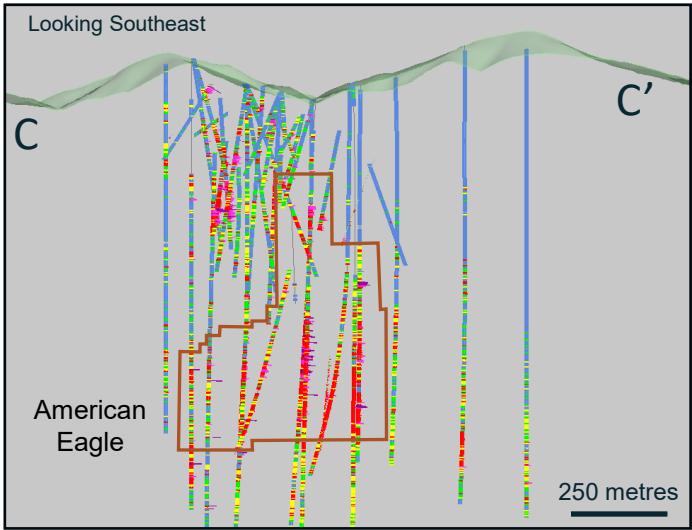 Looking Southeast
C
C’
American
Eagle
250 metres